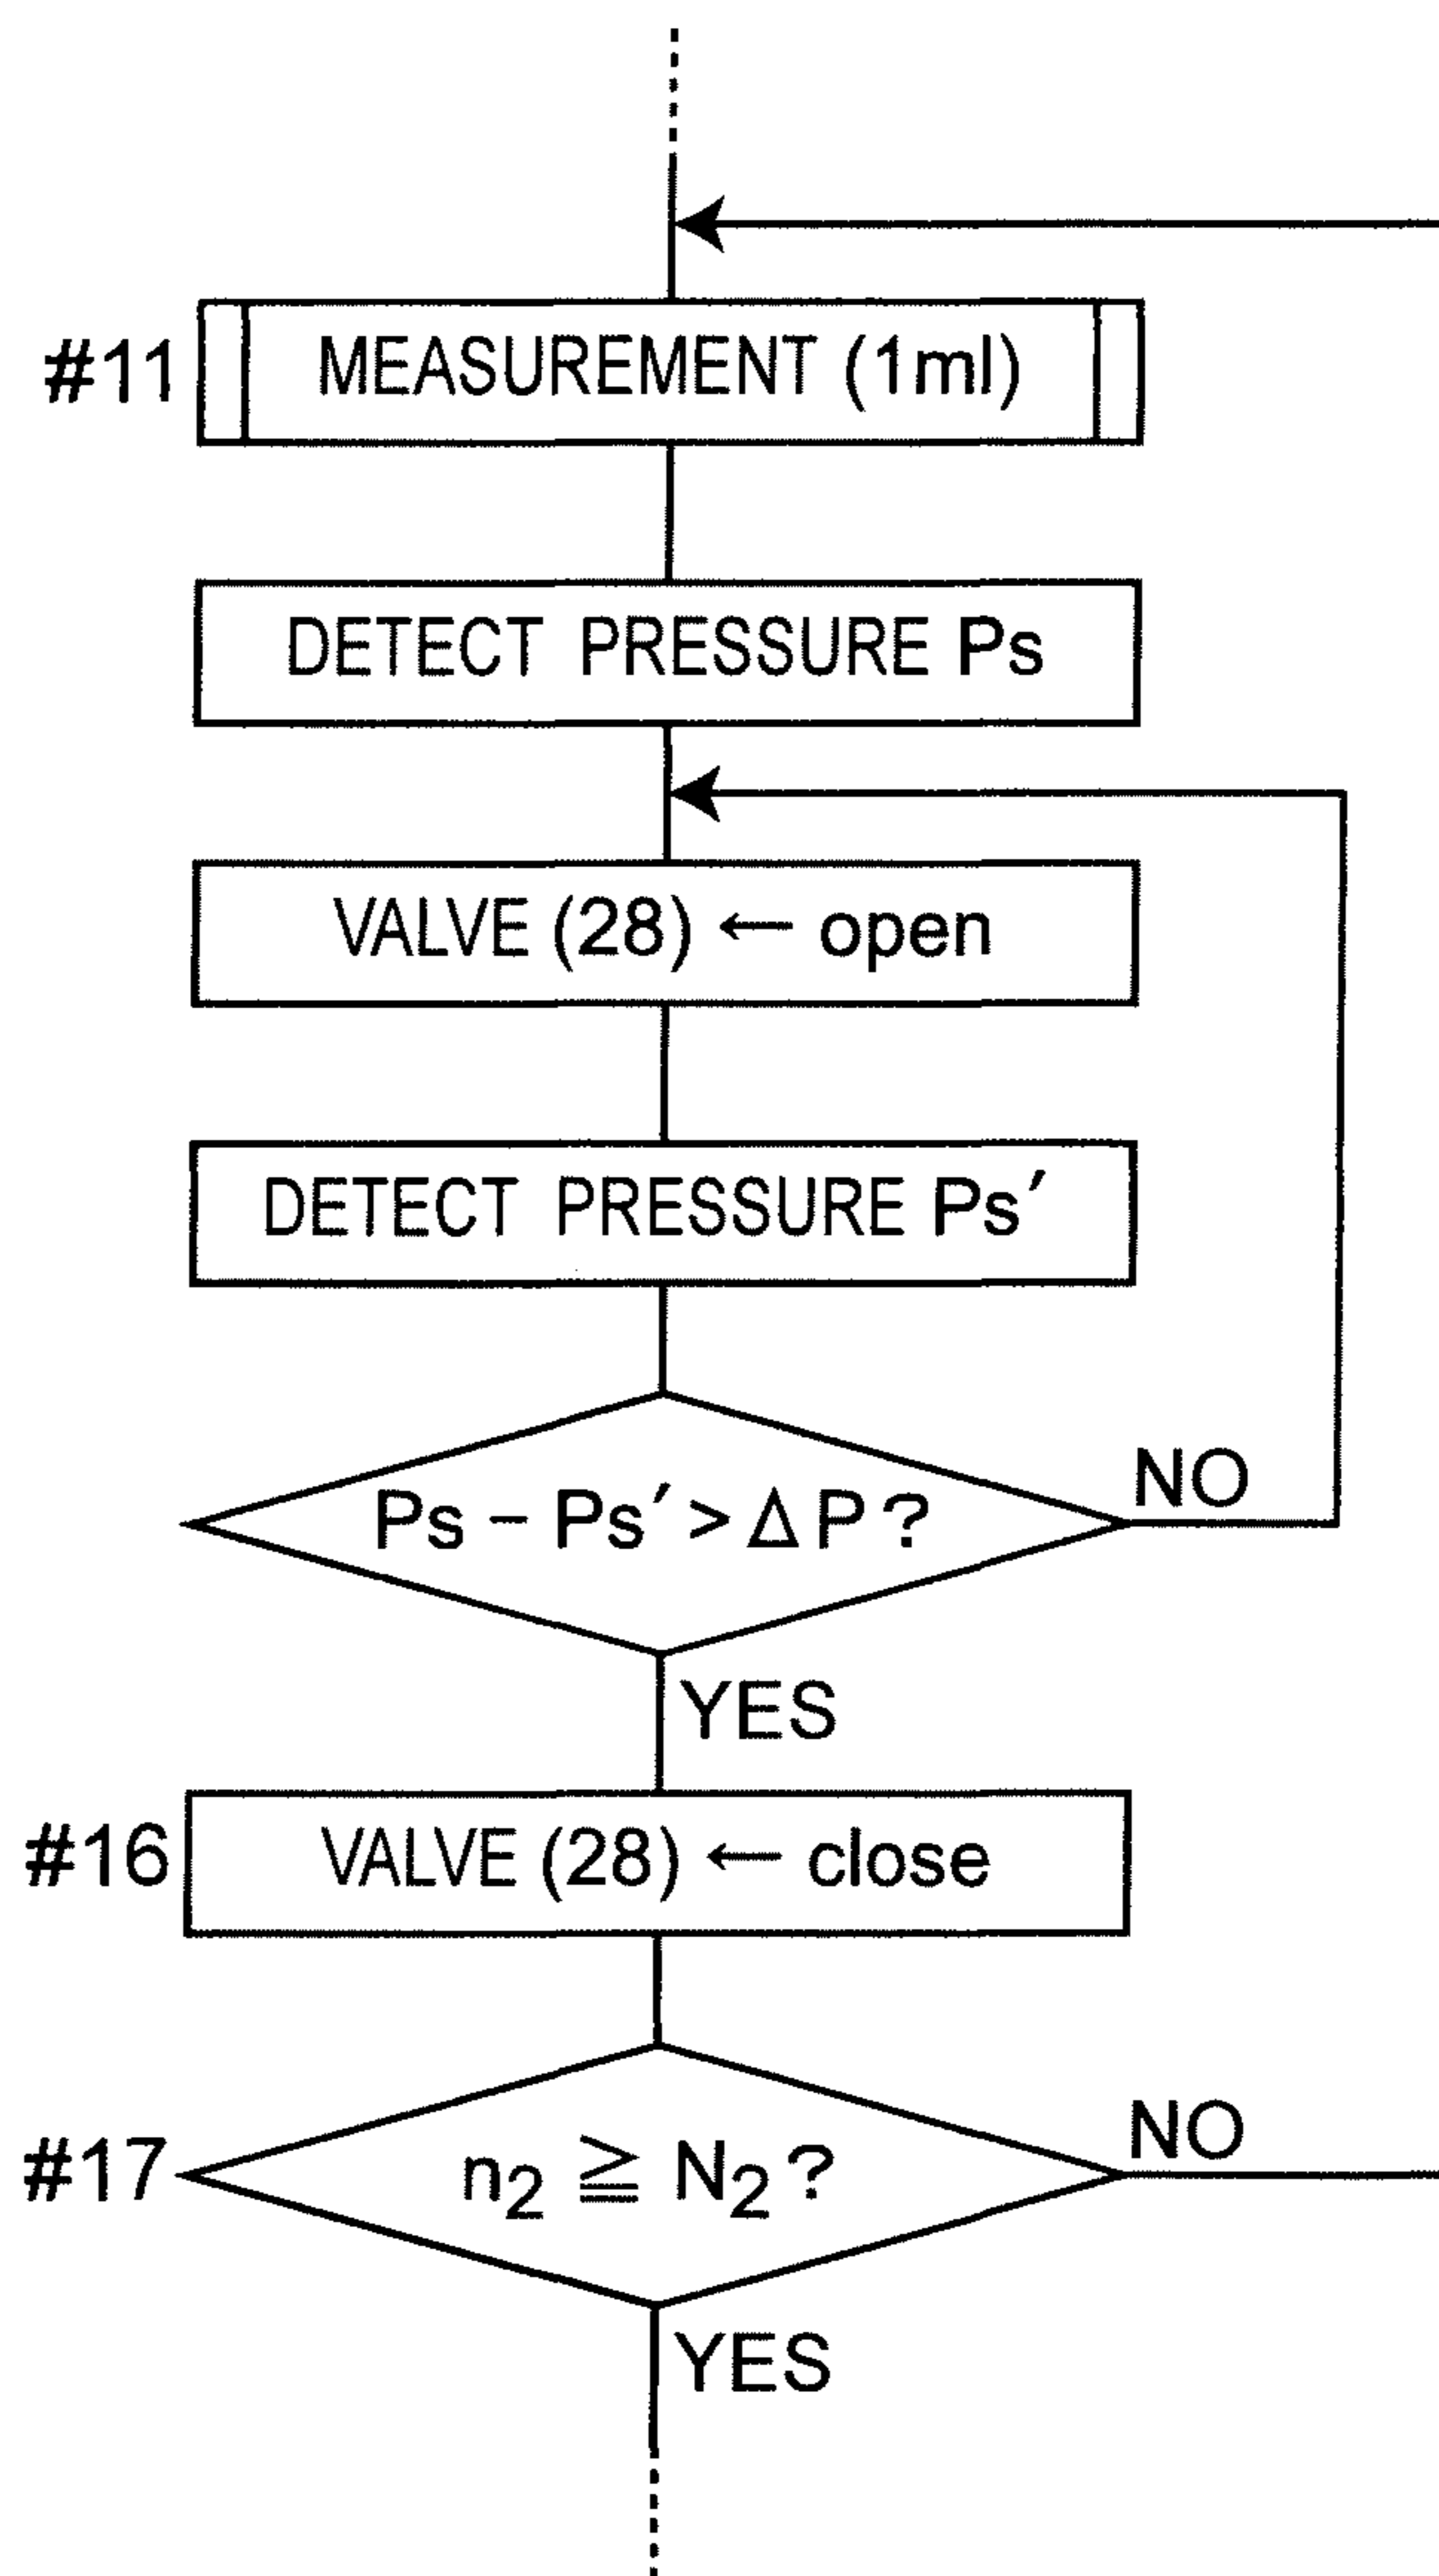 #11 MEASUREMENT (1ml)
DETECT PRESSURE Ps
VALVE (28) ← open
DETECT PRESSURE Ps′
Ps − Ps′ > Δ P ?
NO
YES
#16 VALVE (28) ← close
#17 n₂ ≧ N₂ ?
NO
YES